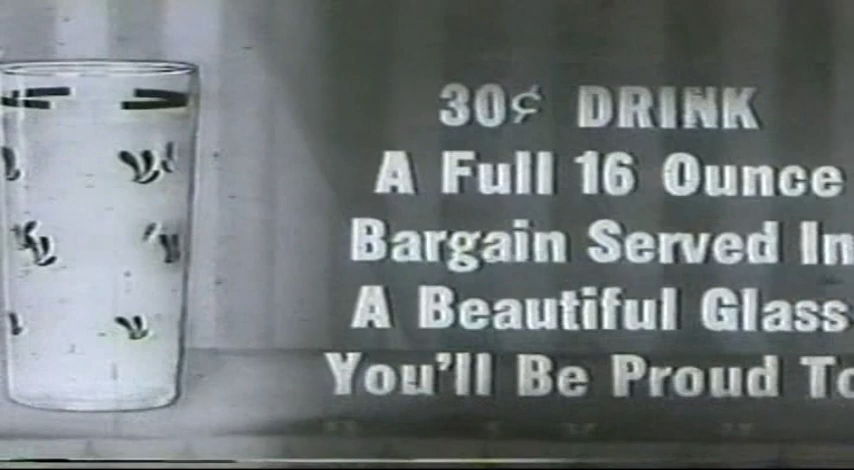 30¢ DRINK
A Full 16 Ounce
Bargain Served In
A Beautiful Glass
You'll Be Proud To